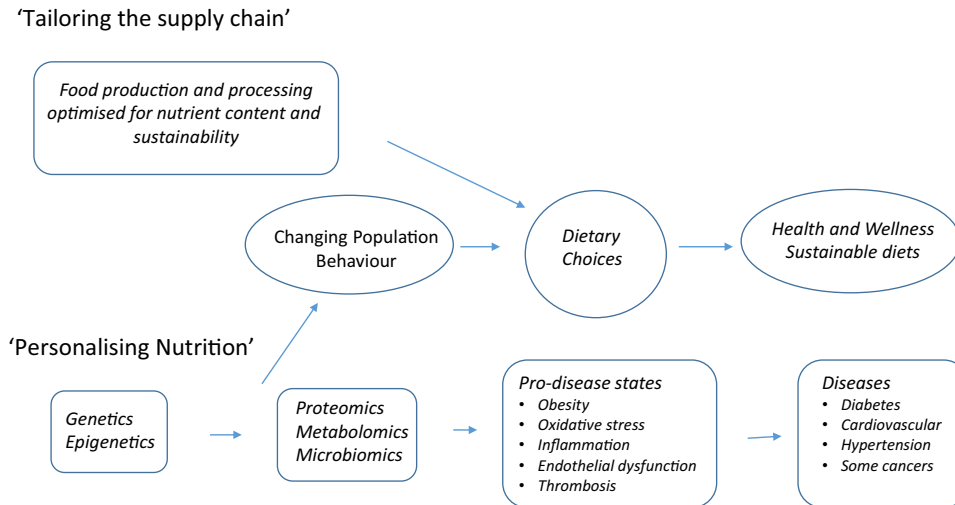 ‘Tailoring the supply chain’
Food production and processing
optimised for nutrient content and
sustainability
Changing Population
Behaviour
Dietary
Choices
Health and Wellness
Sustainable diets
‘Personalising Nutrition’
Genetics
Epigenetics
Proteomics
Metabolomics
Microbiomics
Pro-disease states
• Obesity
• Oxidative stress
• Inflammation
• Endothelial dysfunction
• Thrombosis
Diseases
• Diabetes
• Cardiovascular
• Hypertension
• Some cancers